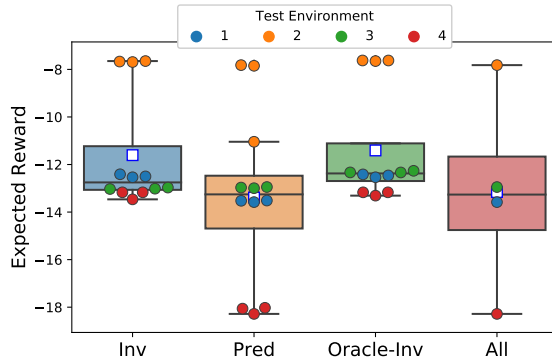 Test Environment
1 2 3 4
Expected Reward
−8
−10
−12
−14
−16
−18
Inv Pred Oracle-Inv All